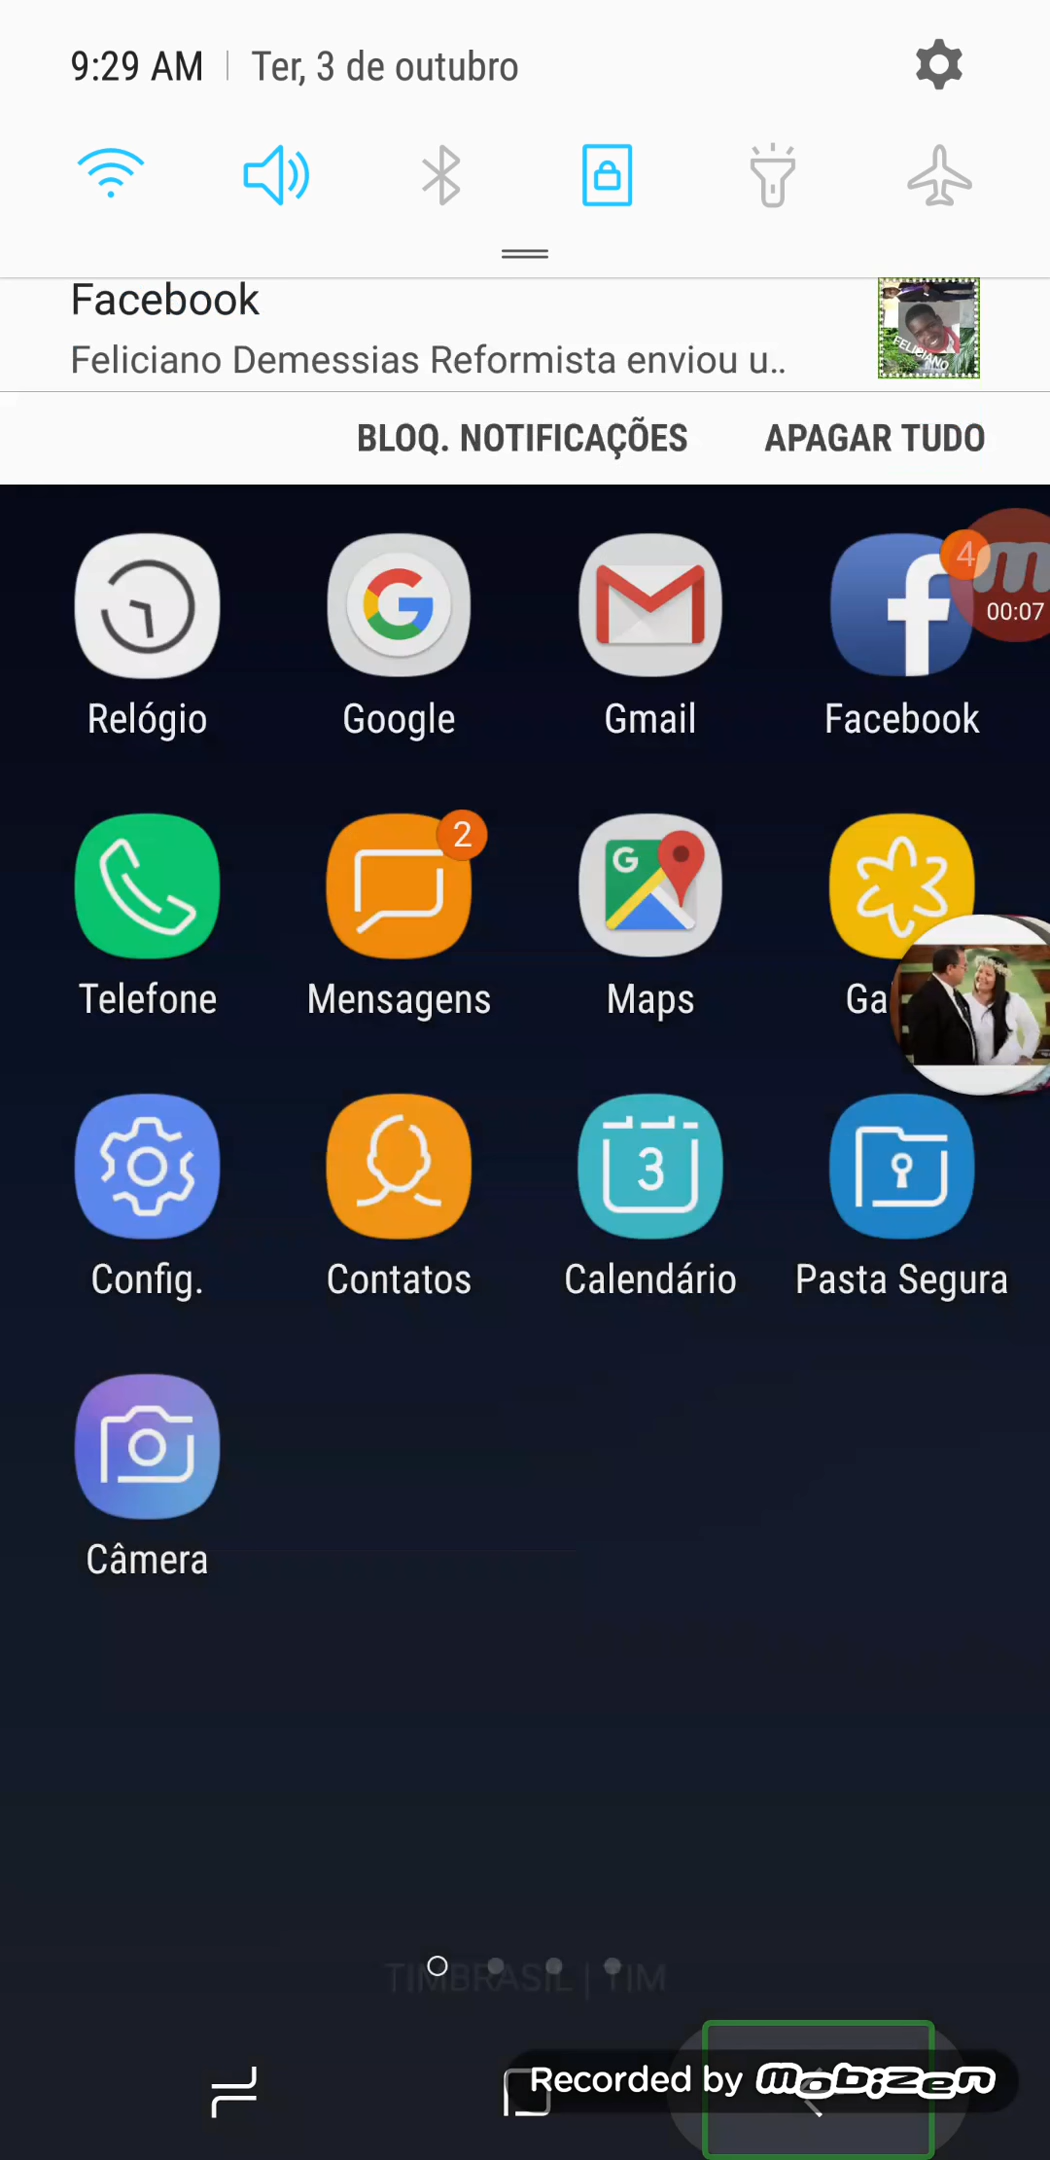 9:29 AM | Ter, 3 de outubro
Facebook
Feliciano Demessias Reformista enviou u..
FELICIANO
BLOQ. NOTIFICAÇÕES APAGAR TUDO
4
00:07
Relógio Google Gmail Facebook
2
Telefone Mensagens Maps Ga
3
Config. Contatos Calendário Pasta Segura
Câmera
TIMBRASIL | TIM
Recorded by mobizen